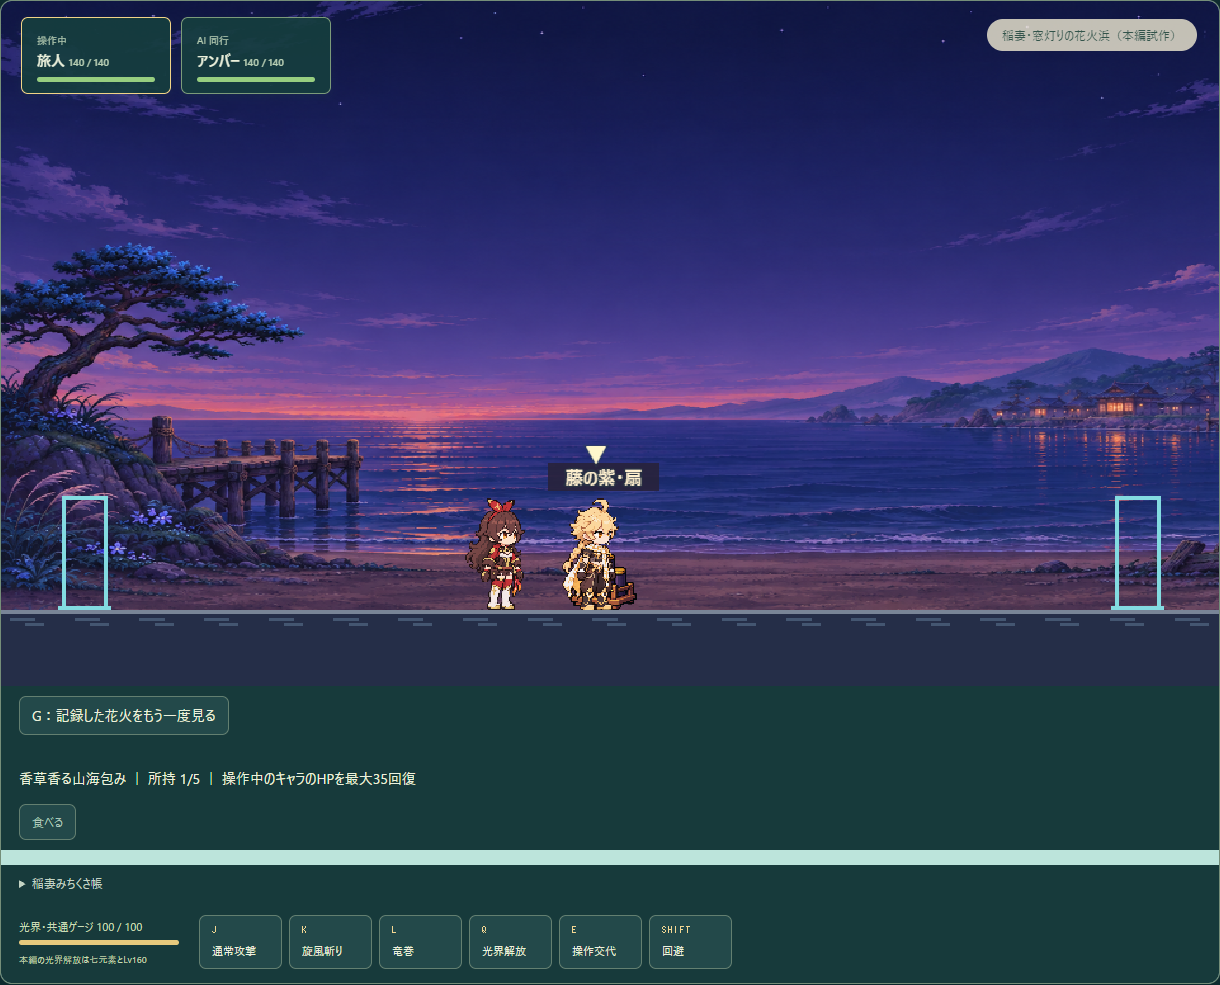 操作中
旅人 140 / 140
AI 同行
アンバー 140 / 140
稲妻・窓灯りの花火浜（本編試作）
藤の紫・扇
G：記録した花火をもう一度見る
香草香る山海包み ｜ 所持 1/5 ｜ 操作中のキャラのHPを最大35回復
食べる
▶ 稲妻みちくさ帳
光界・共通ゲージ 100 / 100
本編の光界解放は七元素とLv160
J
通常攻撃
K
旋風斬り
L
竜巻
Q
光界解放
E
操作交代
SHIFT
回避